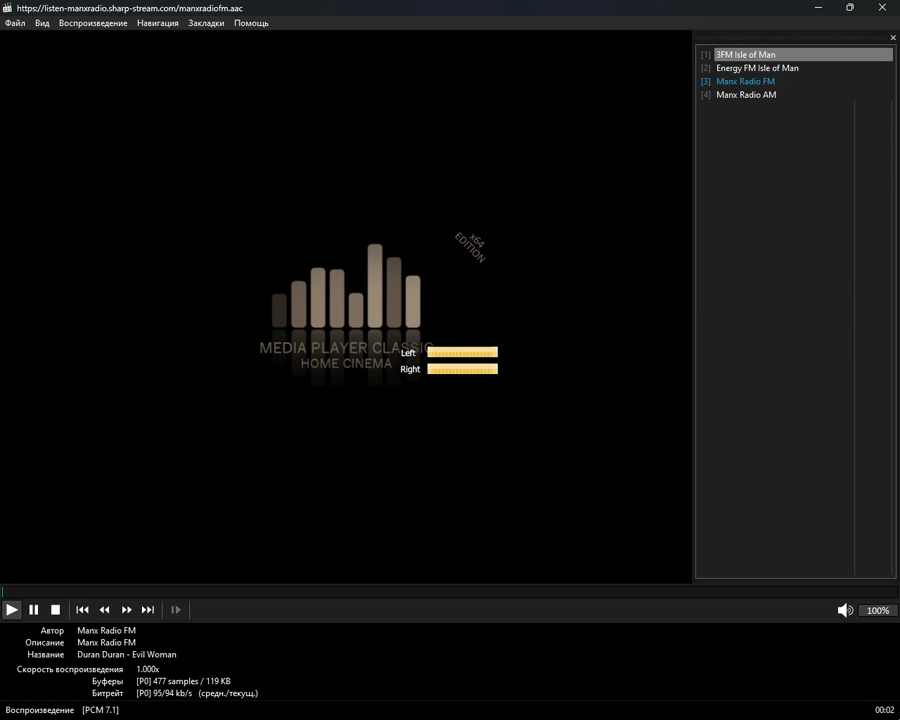 https://listen-manxradio.sharp-stream.com/manxradiofm.aac
Файл Вид Воспроизведение Навигация Закладки Помощь
[1] 3FM Isle of Man
[2] Energy FM Isle of Man
[3] Manx Radio FM
[4] Manx Radio AM
x64
EDITION
MEDIA PLAYER CLASSIC
HOME CINEMA
Left
Right
100%
Автор Manx Radio FM
Описание Manx Radio FM
Название Duran Duran - Evil Woman
Скорость воспроизведения 1.000x
Буферы [P0] 477 samples / 119 KB
Битрейт [P0] 95/94 kb/s (средн./текущ.)
Воспроизведение [PCM 7.1] 00:02